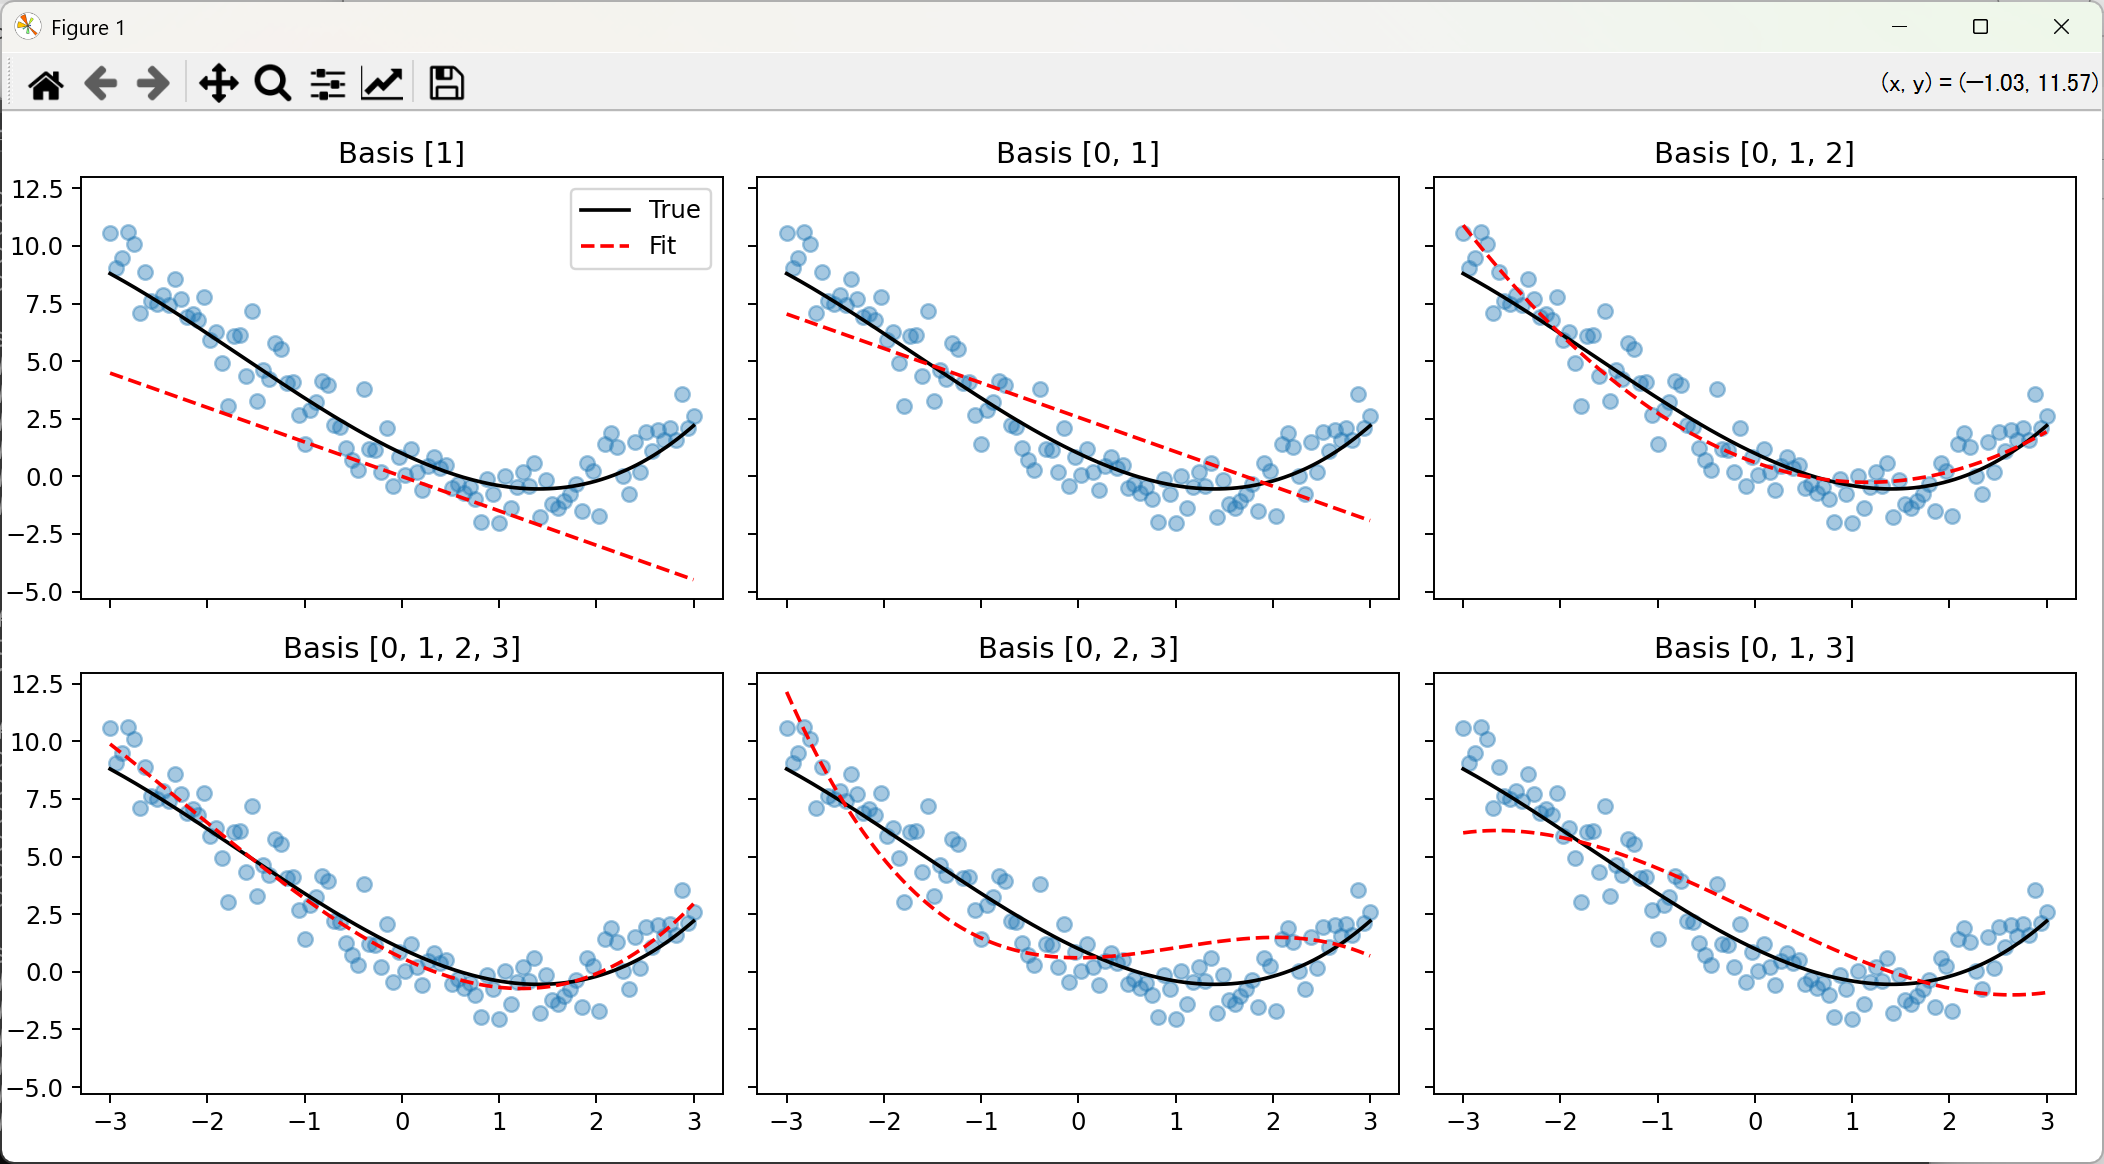 Figure 1
(x, y) = (−1.03, 11.57)
Basis [1]
Basis [0, 1]
Basis [0, 1, 2]
12.5
10.0
7.5
5.0
2.5
0.0
−2.5
−5.0
True
Fit
Basis [0, 1, 2, 3]
Basis [0, 2, 3]
Basis [0, 1, 3]
12.5
10.0
7.5
5.0
2.5
0.0
−2.5
−5.0
−3 −2 −1 0 1 2 3
−3 −2 −1 0 1 2 3
−3 −2 −1 0 1 2 3